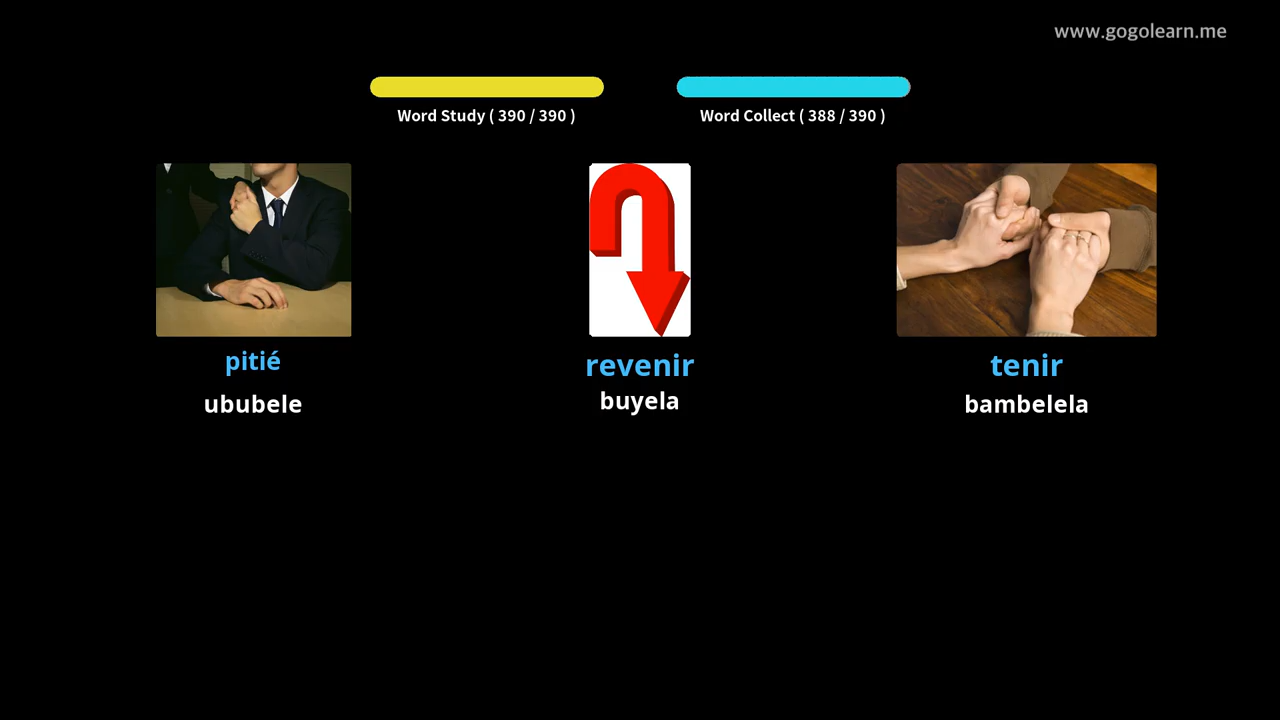 www.gogolearn.me
Word Study ( 390 / 390 )
Word Collect ( 388 / 390 )
pitié
revenir
tenir
ububele
buyela
bambelela